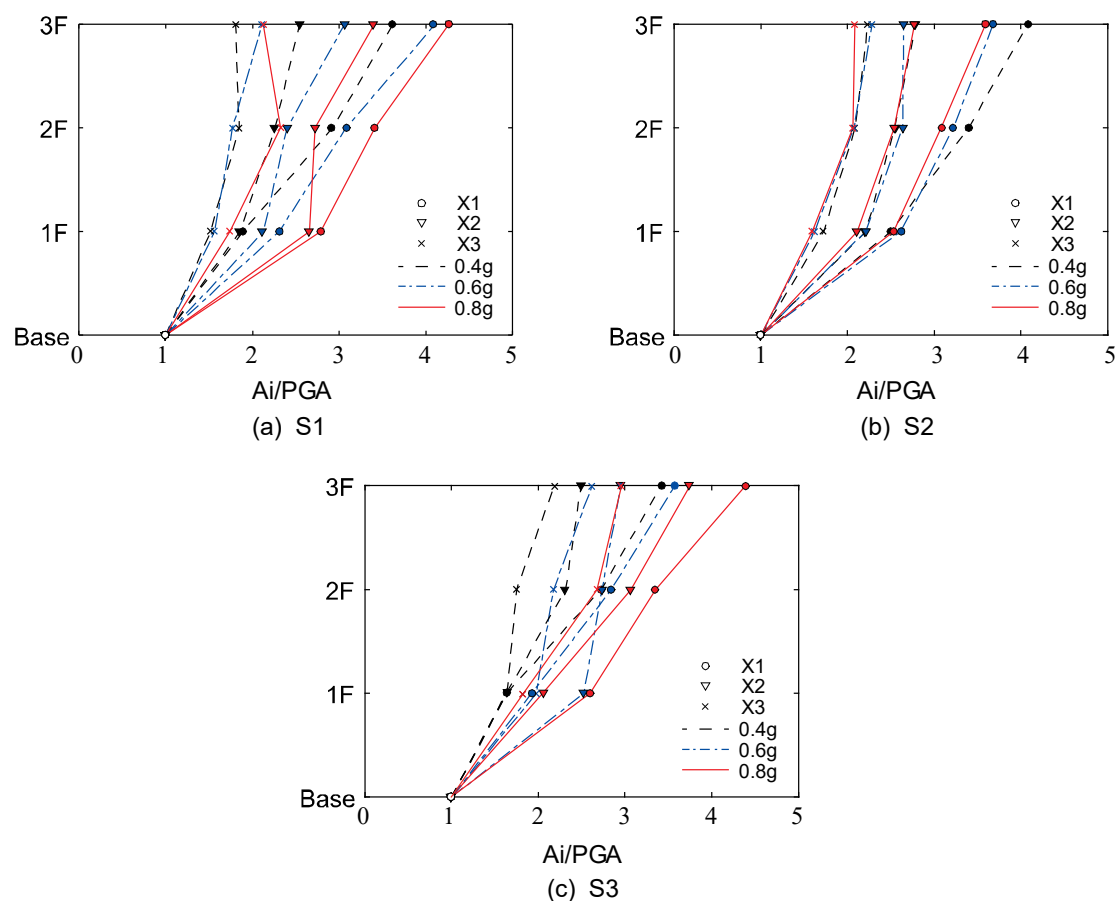 3F
2F
1F
Base
X1
X2
X3
0.4g
0.6g
0.8g
0 1 2 3 4 5
Ai/PGA
(a) S1
3F
2F
1F
Base
X1
X2
X3
0.4g
0.6g
0.8g
0 1 2 3 4 5
Ai/PGA
(b) S2
3F
2F
1F
Base
X1
X2
X3
0.4g
0.6g
0.8g
0 1 2 3 4 5
Ai/PGA
(c) S3